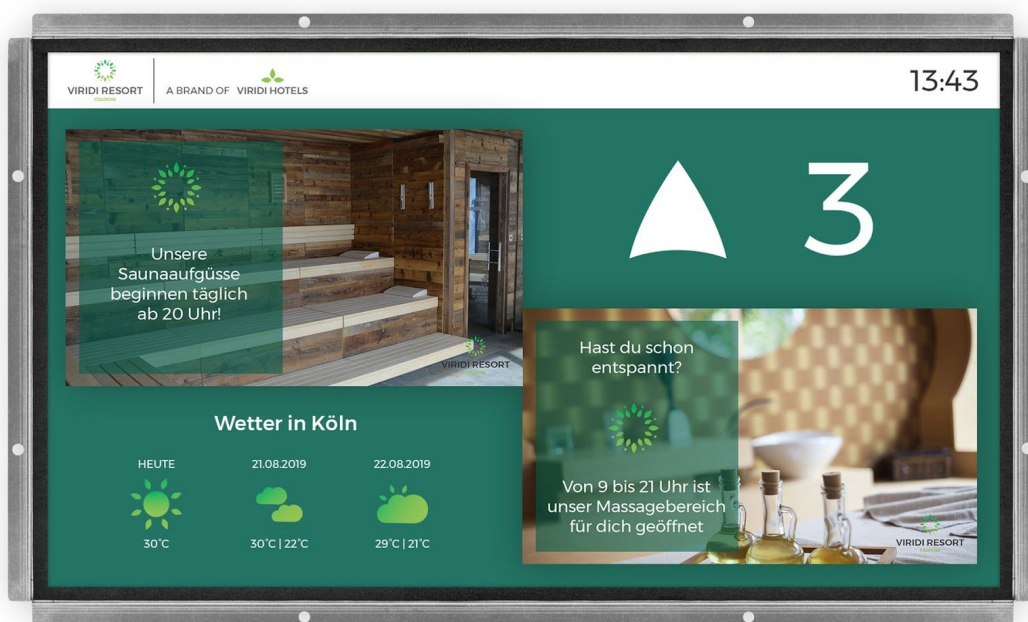 VIRIDI RESORT
COLOGNE
A BRAND OF VIRIDI HOTELS
13:43
Unsere
Saunaaufgüsse
beginnen täglich
ab 20 Uhr!
VIRIDI RESORT
3
Hast du schon
entspannt?
Von 9 bis 21 Uhr ist
unser Massagebereich
für dich geöffnet
VIRIDI RESORT
COLOGNE
Wetter in Köln
HEUTE
21.08.2019
22.08.2019
30°C
30°C | 22°C
29°C | 21°C